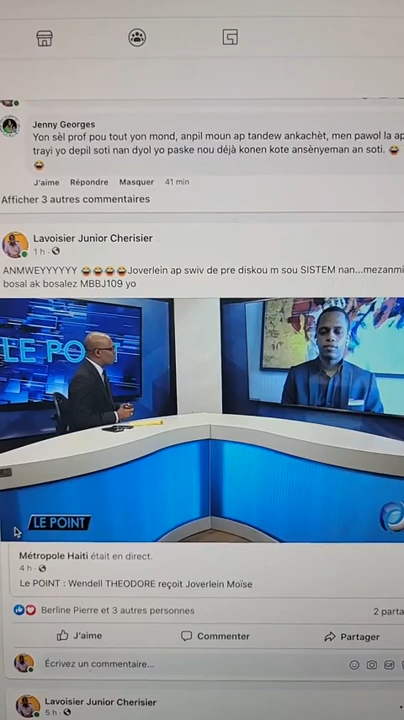 Jenny Georges
Yon sèl prof pou tout yon mond, anpil moun ap tandew ankachèt, men pawol la ap
trayi yo depil soti nan dyol yo paske nou déjà konen kote ansènyeman an soti. 😂
😂
J'aime Répondre Masquer 41 min
Afficher 3 autres commentaires
Lavoisier Junior Cherisier
1 h ·
ANMWEYYYYYY 😂😂😂😂Joverlein ap swiv de pre diskou m sou SISTEM nan...mezanmi
bosal ak bosalez MBBJ109 yo
LE PO T
LE POINT
Métropole Haiti était en direct.
4 h ·
Le POINT : Wendell THEODORE reçoit Joverlein Moïse
Berline Pierre et 3 autres personnes
2 parta
J'aime Commenter Partager
Écrivez un commentaire...
GIF
Lavoisier Junior Cherisier
5 h ·